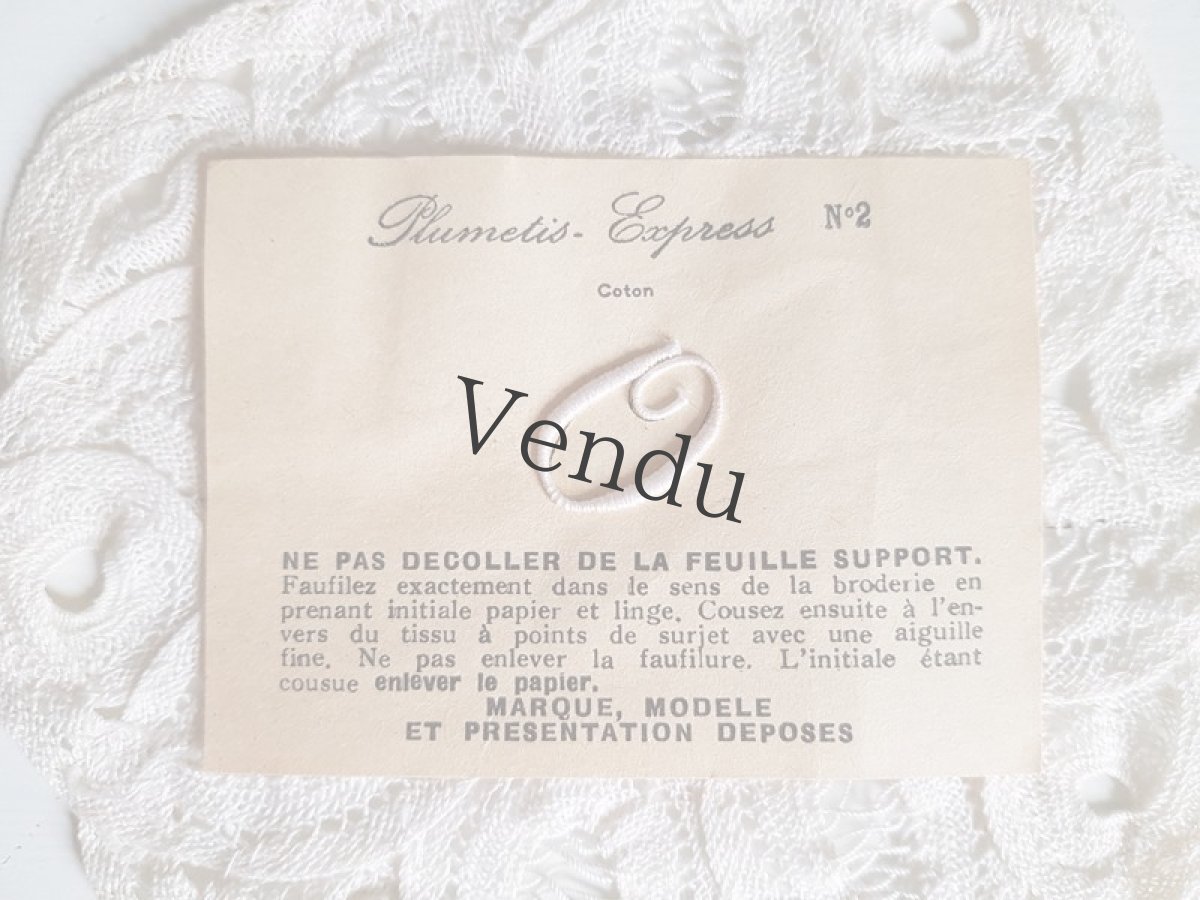 Plumetis-Express N°2
Coton
O
Vendu
NE PAS DECOLLER DE LA FEUILLE SUPPORT.
Faufilez exactement dans le sens de la broderie en
prenant initiale papier et linge. Cousez ensuite à l'en-
vers du tissu à points de surjet avec une aiguille
fine. Ne pas enlever la faufilure. L'initiale étant
cousue enlever le papier.
MARQUE, MODELE
ET PRESENTATION DEPOSES